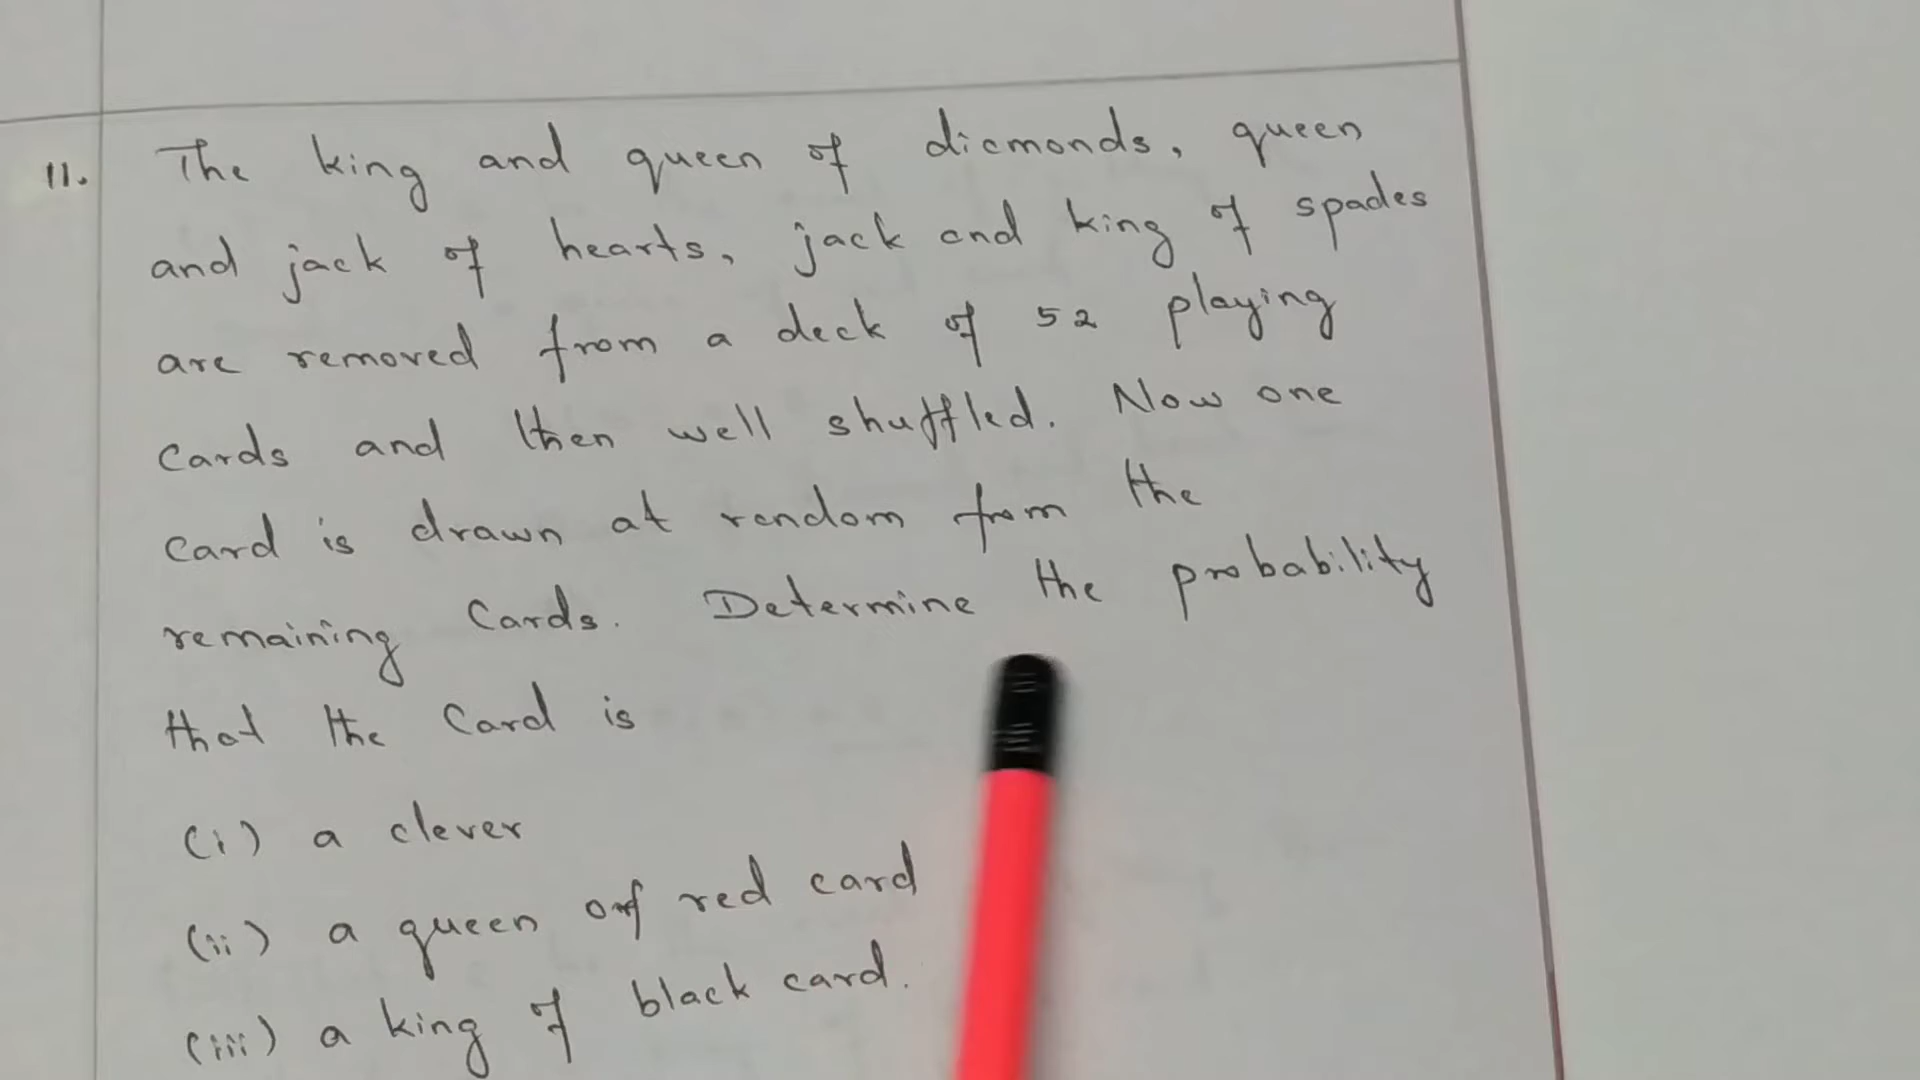 11. The king and queen of diamonds, queen
and jack of hearts, jack and king of spades
are removed from a deck of 52 playing
cards and then well shuffled. Now one
card is drawn at random from the
remaining cards. Determine the probability
that the card is
(i) a clever
(ii) a queen of red card
(iii) a king of black card.